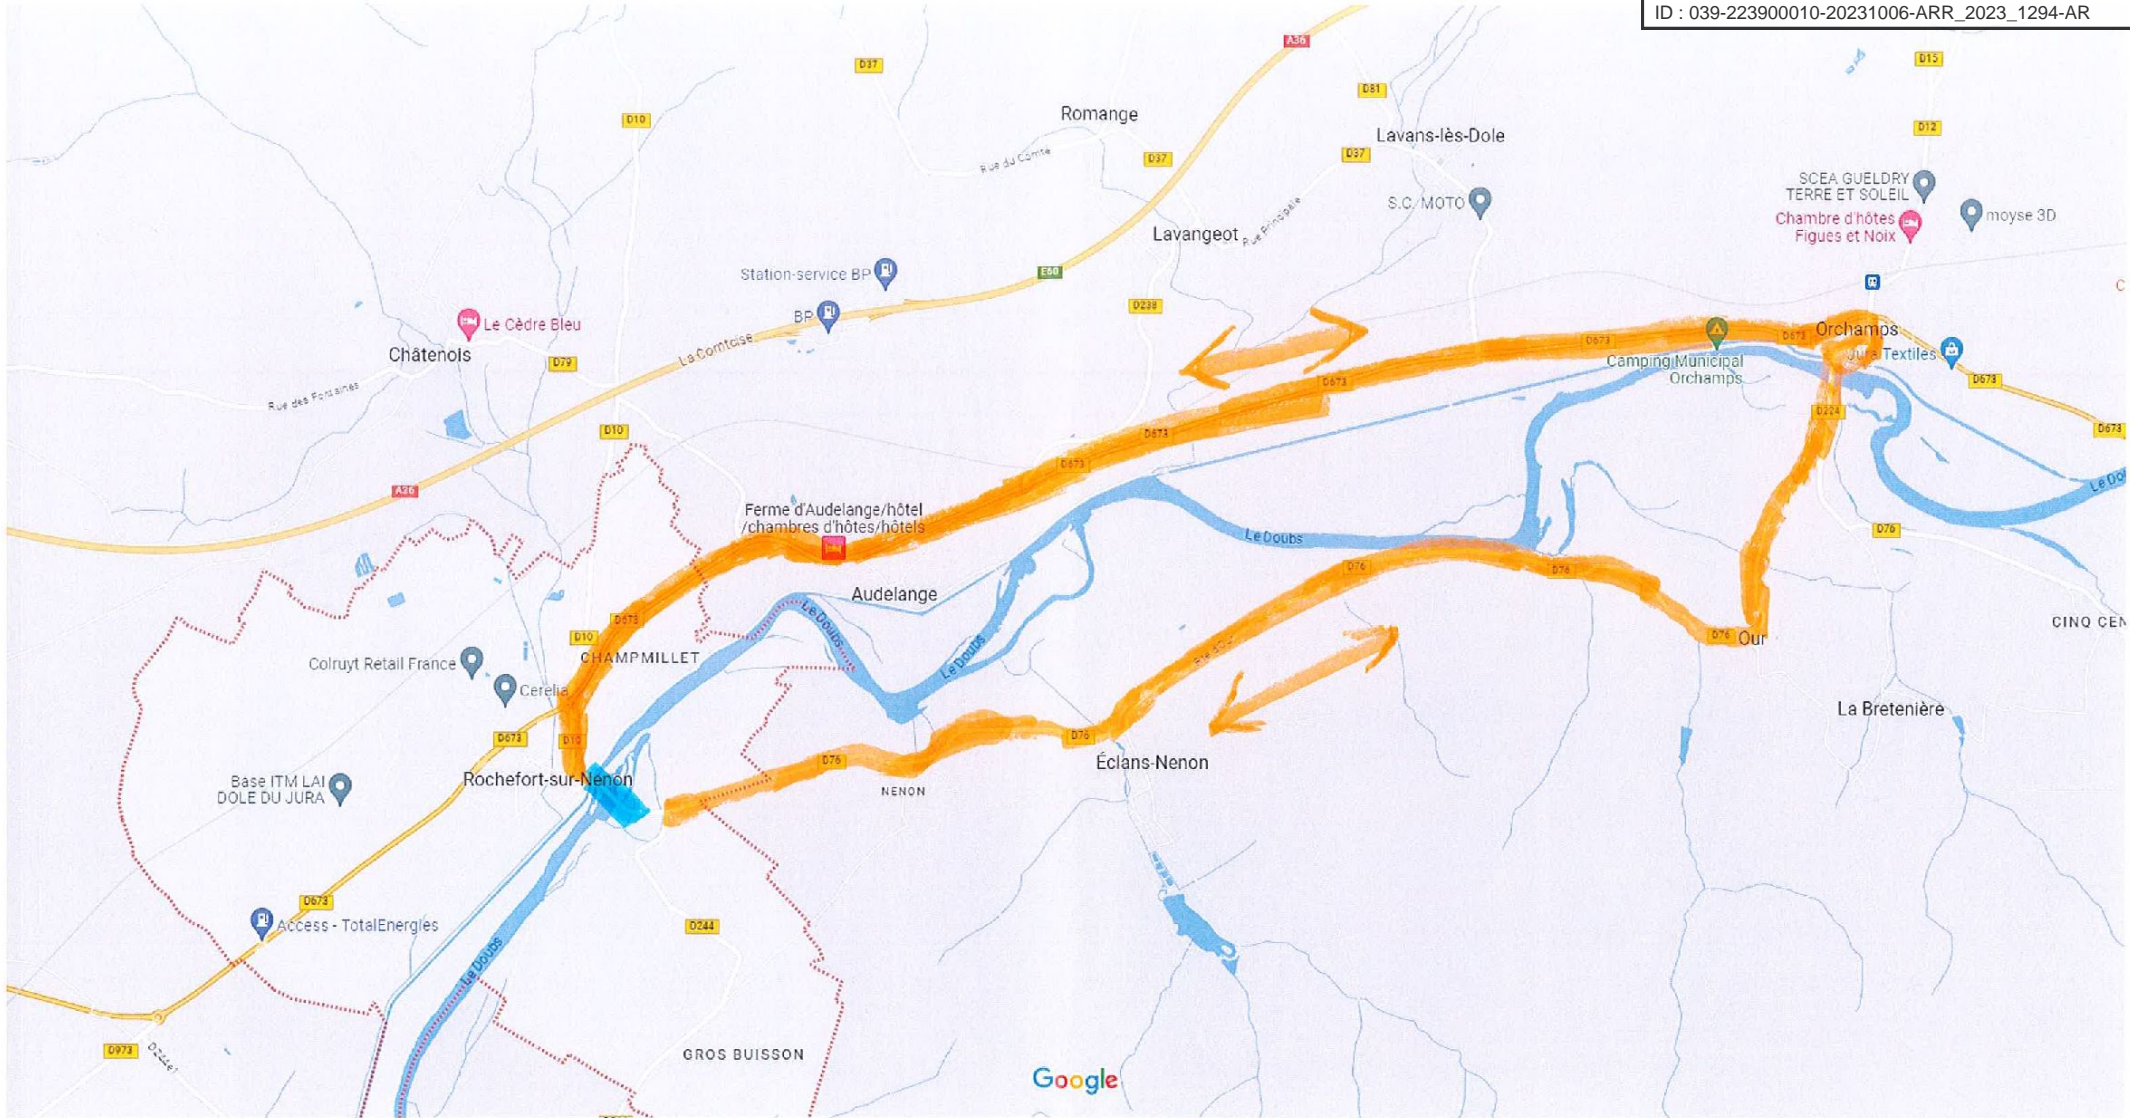 ID : 039-223900010-20231006-ARR_2023_1294-AR
A36
D15
D37
D81
Romange
D10
D12
Lavans-lès-Dole
Rue du Comté
D37
D37
SCEA GUELDRY
TERRE ET SOLEIL
S.C. MOTO
moyse 3D
Chambre d'hôtes
Figues et Noix
Lavangeot
Rue Principale
Station-service BP
E60
D238
BP
Le Cèdre Bleu
La Comtoise
Châtenois
D79
Orchamps
D673
D673
Jura Textiles
Camping Municipal
Orchamps
D673
D673
Rue des Fontaines
D224
D10
D673
D673
D673
A36
Le Doubs
Ferme d'Audelange/hôtel
/chambres d'hôtes/hôtels
D76
Le Doubs
D76
D76
Audelange
Le Doubs
D673
D10
CINQ CEN
CHAMPMILLET
D76
Our
Rte d'Our
Le Doubs
Colruyt Retail France
Cerelia
La Bretenière
D673
D10
D76
D76
Éclans-Nenon
Rochefort-sur-Nenon
Base ITM LAI
DOLE DU JURA
NENON
D673
Access - TotalEnergies
D244
Le Doubs
D973
D244e1
GROS BUISSON
Google